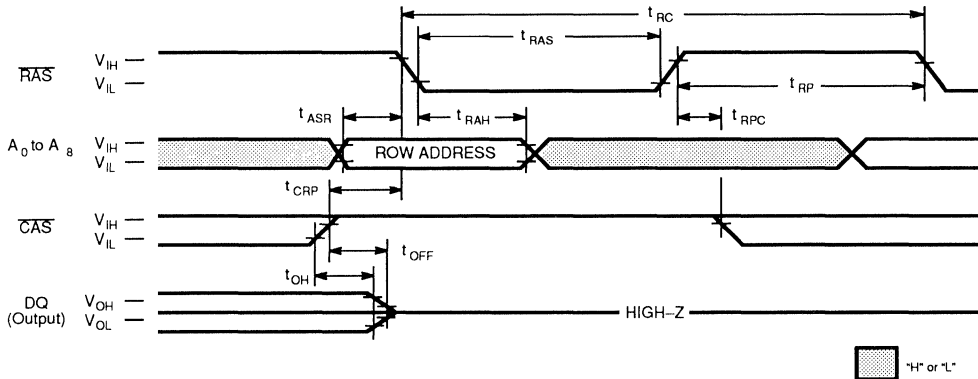 t RC
t RAS
RAS
V IH
V IL
t RP
t ASR
t RAH
t RPC
A 0 to A 8
V IH
V IL
ROW ADDRESS
t CRP
CAS
V IH
V IL
t OFF
t OH
DQ
(Output)
V OH
V OL
HIGH–Z
"H" or "L"